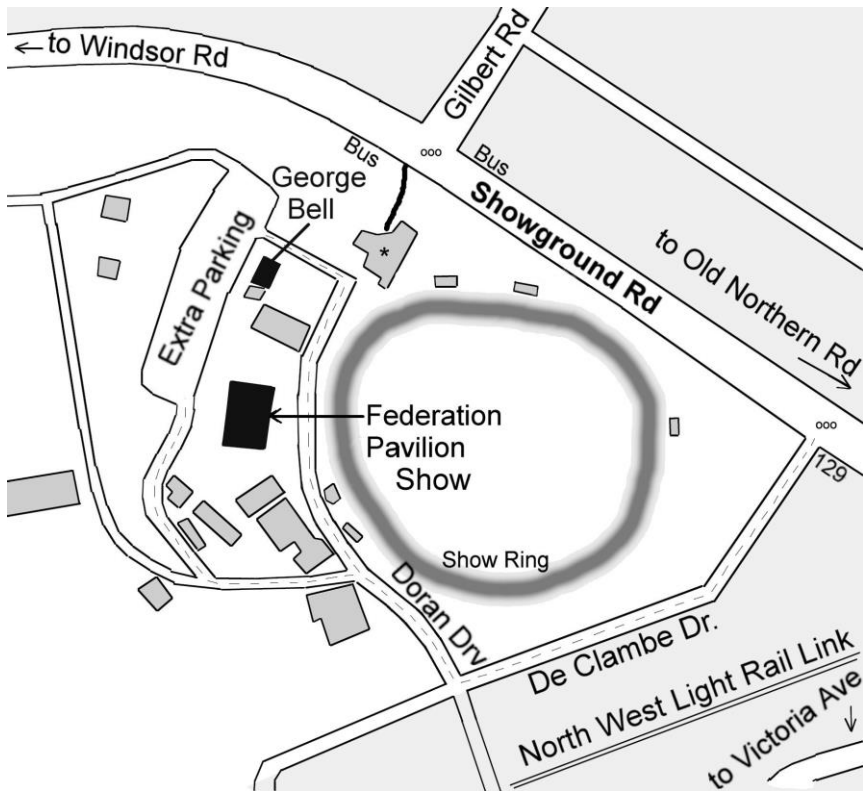 ← to Windsor Rd
Gilbert Rd
Bus
ooo
Bus
George
Bell
*
Showground Rd
to Old Northern Rd
→
Extra Parking
Federation
Pavilion
Show
ooo
129
Show Ring
Doran Drv
De Clambe Dr.
North West Light Rail Link
to Victoria Ave